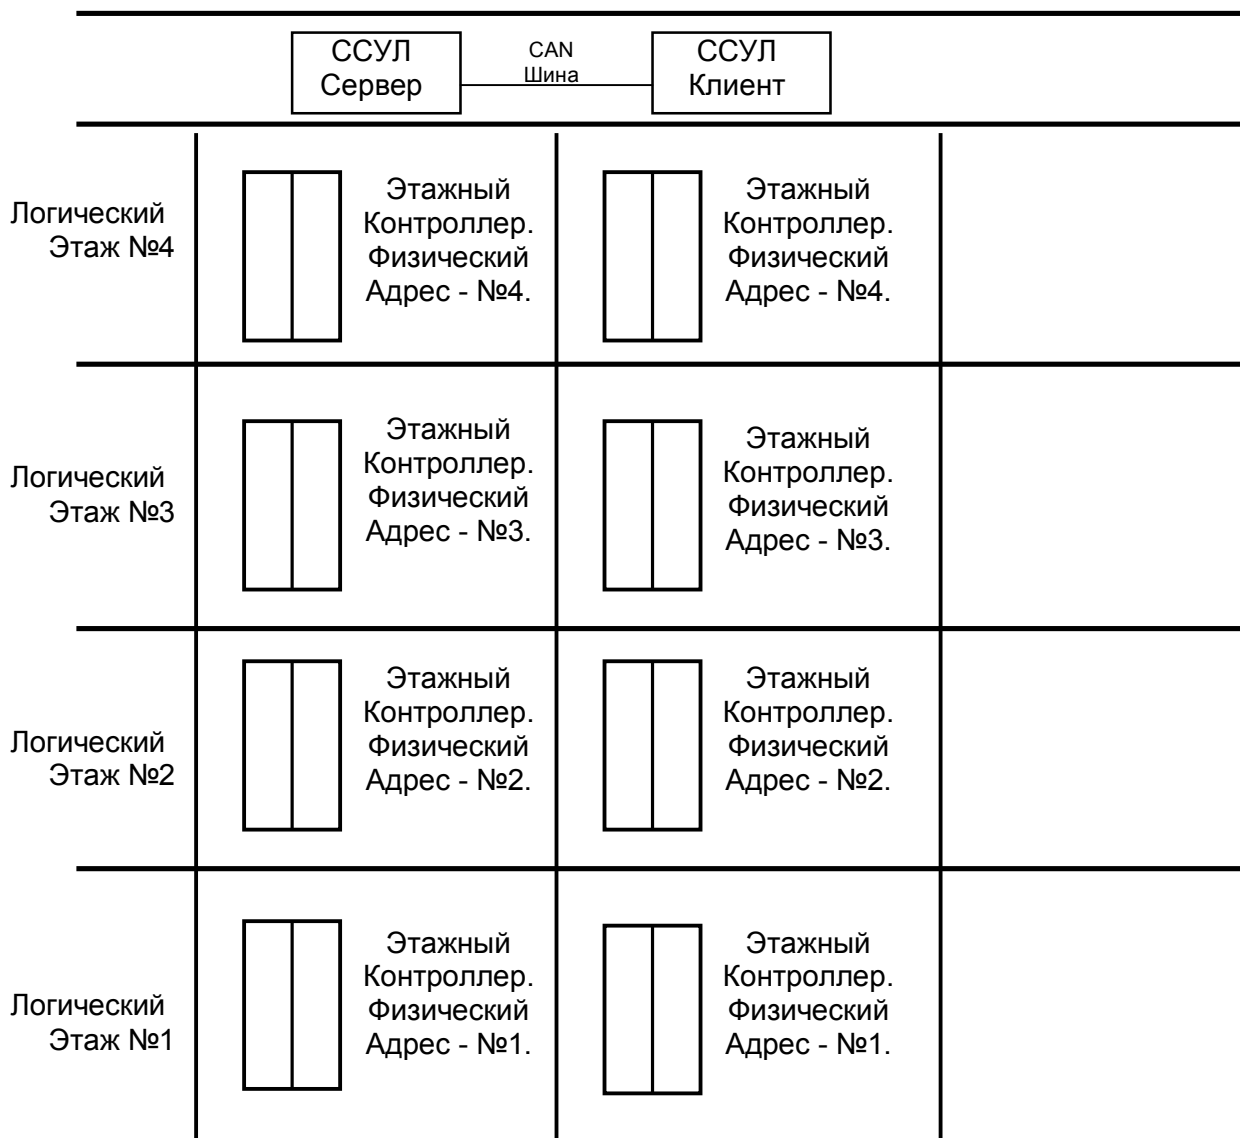 ССУЛ
Сервер
CAN
Шина
ССУЛ
Клиент
Логический
Этаж №4
Этажный
Контроллер.
Физический
Адрес - №4.
Этажный
Контроллер.
Физический
Адрес - №4.
Логический
Этаж №3
Этажный
Контроллер.
Физический
Адрес - №3.
Этажный
Контроллер.
Физический
Адрес - №3.
Логический
Этаж №2
Этажный
Контроллер.
Физический
Адрес - №2.
Этажный
Контроллер.
Физический
Адрес - №2.
Логический
Этаж №1
Этажный
Контроллер.
Физический
Адрес - №1.
Этажный
Контроллер.
Физический
Адрес - №1.